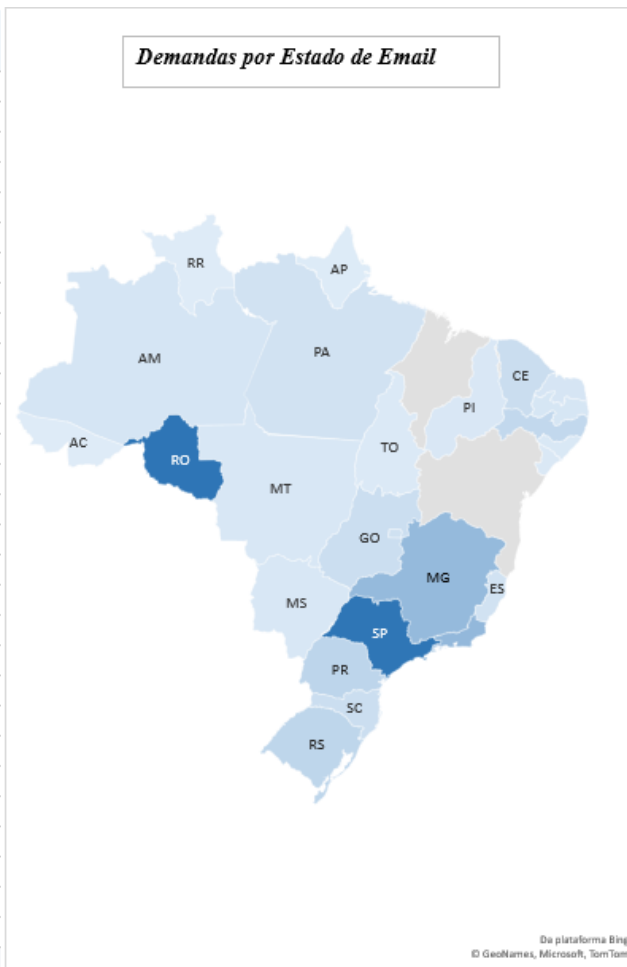 Demandas por Estado de Email
RR
AP
AM
PA
CE
PI
AC
TO
RO
MT
GO
MG
ES
MS
SP
PR
SC
RS
Da plataforma Bing
© GeoNames, Microsoft, TomTom